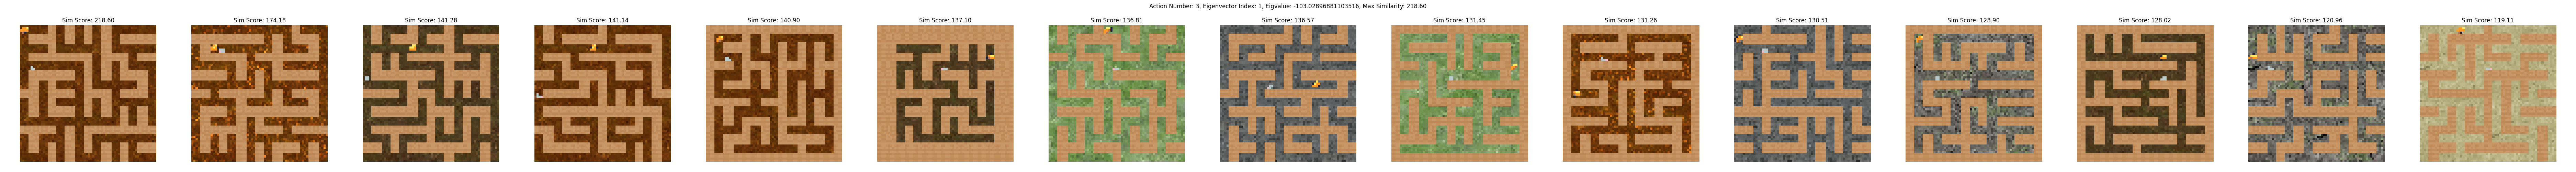 Action Number: 3, Eigenvector Index: 1, Eigvalue: -103.02896881103516, Max Similarity: 218.60
Sim Score: 218.60
Sim Score: 174.18
Sim Score: 141.28
Sim Score: 141.14
Sim Score: 140.90
Sim Score: 137.10
Sim Score: 136.81
Sim Score: 136.57
Sim Score: 131.45
Sim Score: 131.26
Sim Score: 130.51
Sim Score: 128.90
Sim Score: 128.02
Sim Score: 120.96
Sim Score: 119.11